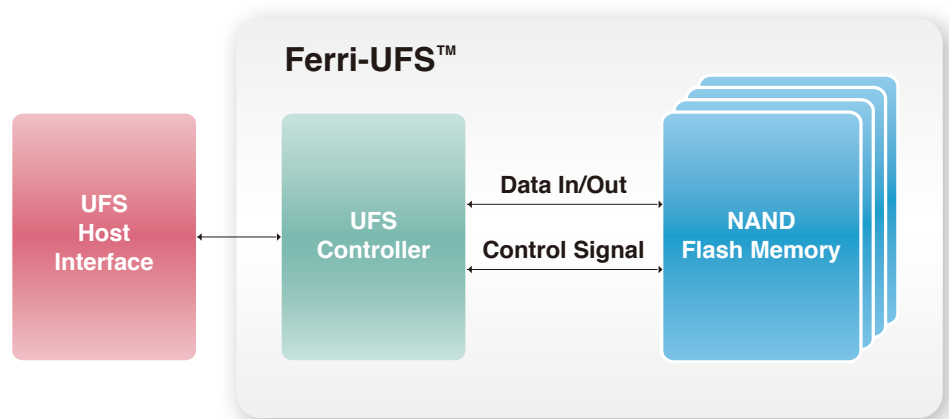 Ferri-UFS™
UFS
Host
Interface
UFS
Controller
Data In/Out
Control Signal
NAND
Flash Memory